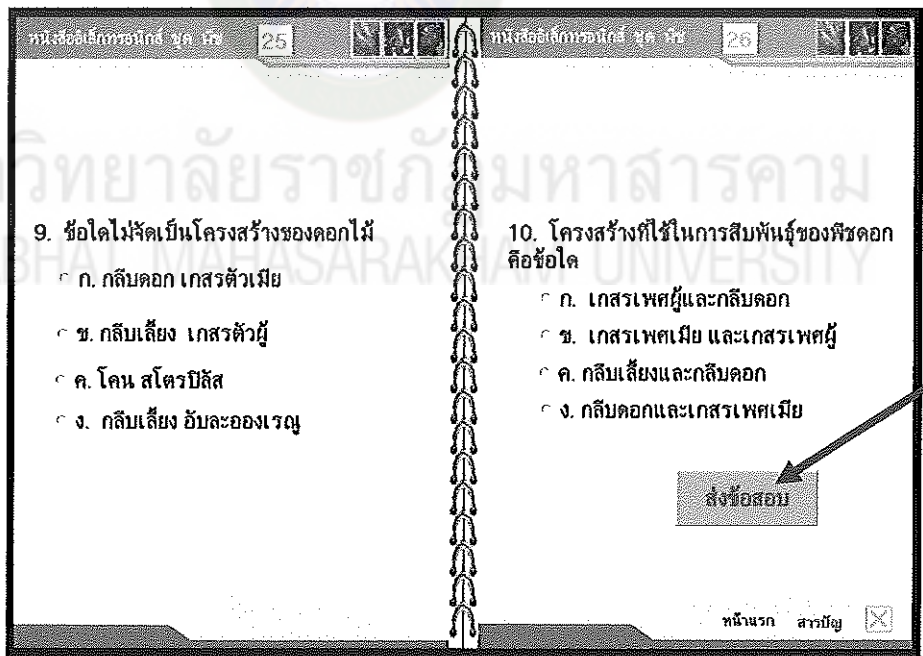 หนังสืออิเล็กทรอนิกส์ ชุด พืช 25
9. ข้อใดไม่จัดเป็นโครงสร้างของดอกไม้
ก. กลีบดอก เกสรตัวเมีย
ข. กลีบเลี้ยง เกสรตัวผู้
ค. โคน สโตรบิลัส
ง. กลีบเลี้ยง อับละอองเรณู
หนังสืออิเล็กทรอนิกส์ ชุด พืช 26
10. โครงสร้างที่ใช้ในการสืบพันธุ์ของพืชดอก
คือข้อใด
ก. เกสรเพศผู้และกลีบดอก
ข. เกสรเพศเมีย และเกสรเพศผู้
ค. กลีบเลี้ยงและกลีบดอก
ง. กลีบดอกและเกสรเพศเมีย
ส่งข้อสอบ
หน้าแรก สารบัญ
วิทยาลัยราชภัฏมหาสารคาม
MAHASARAKHAM UNIVERSITY